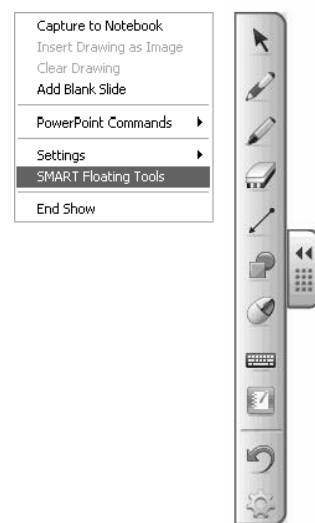 Capture to Notebook
Insert Drawing as Image
Clear Drawing
Add Blank Slide
PowerPoint Commands
Settings
SMART Floating Tools
End Show